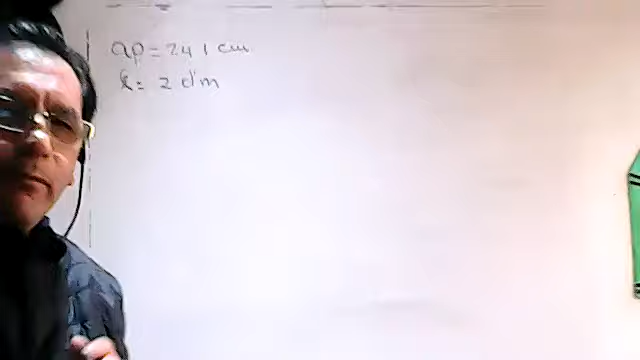 ap = 24,1 cm
l = 2 dm